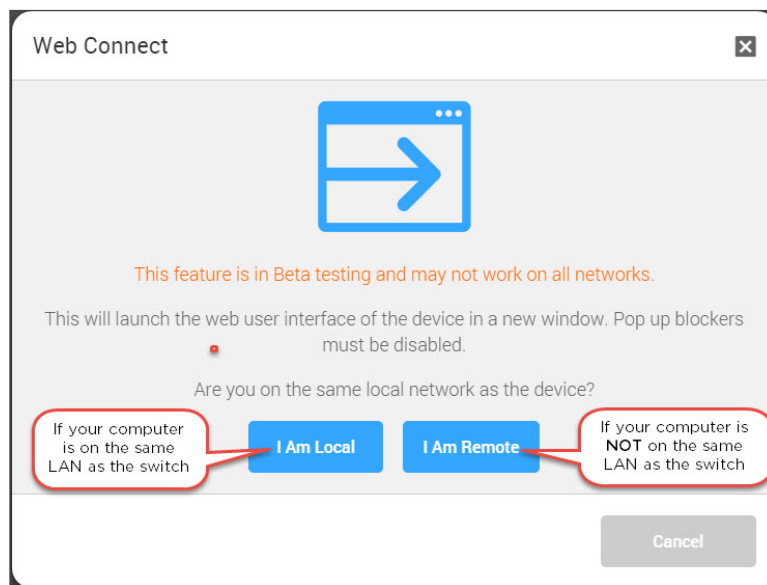 Web Connect
This feature is in Beta testing and may not work on all networks.
This will launch the web user interface of the device in a new window. Pop up blockers
must be disabled.
Are you on the same local network as the device?
If your computer
is on the same
LAN as the switch
I Am Local
I Am Remote
If your computer is
NOT on the same
LAN as the switch
Cancel